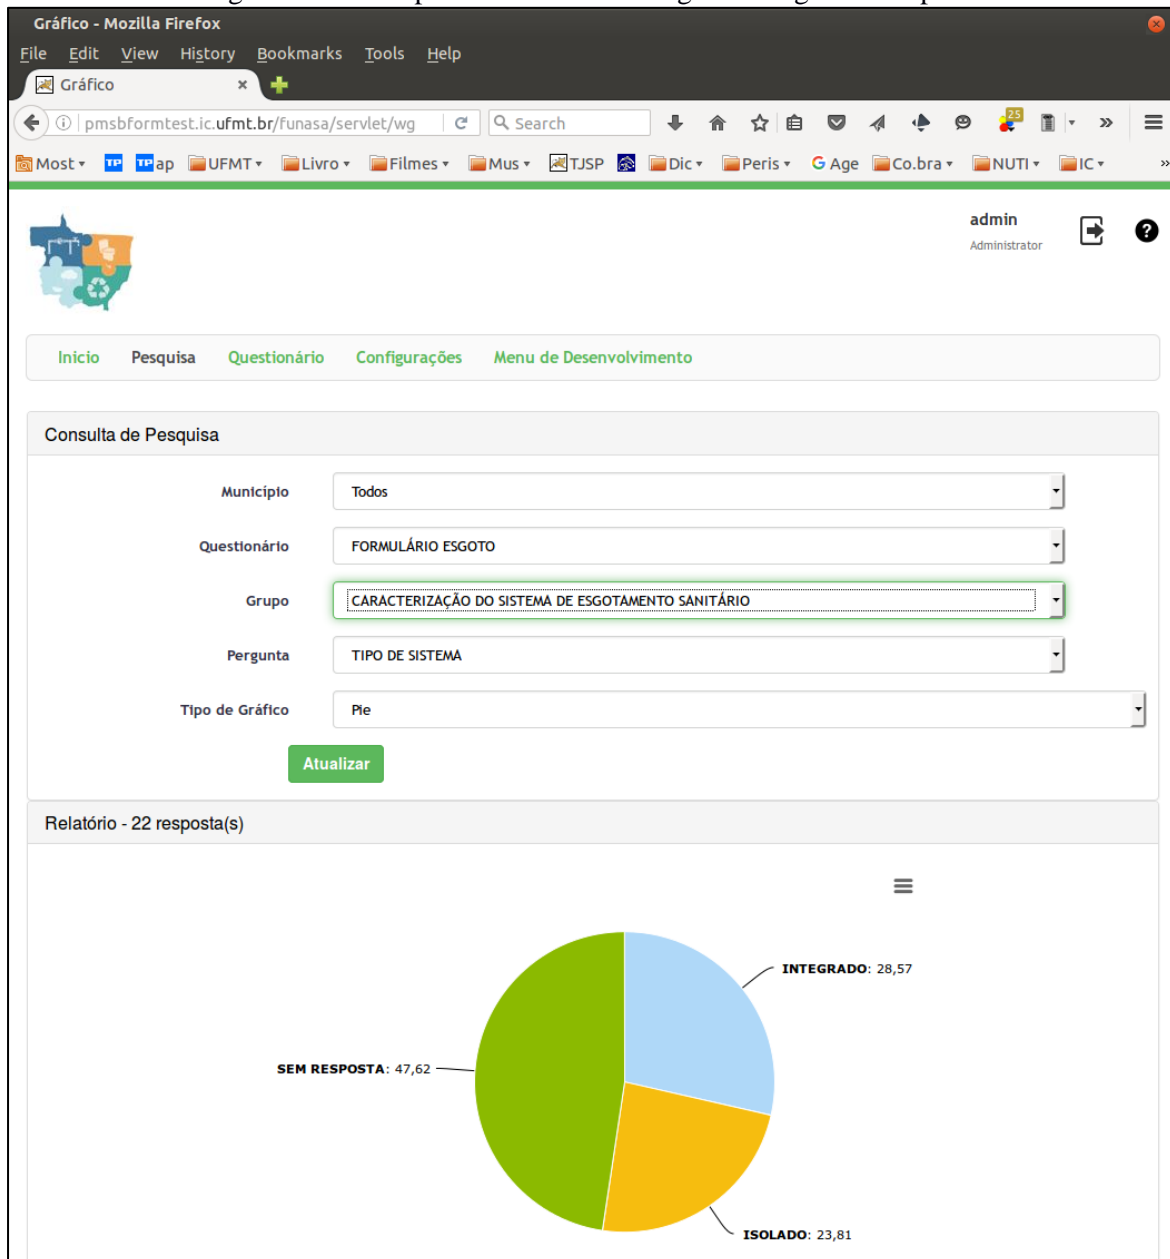 Gráfico - Mozilla Firefox
File Edit View History Bookmarks Tools Help
Gráfico
pmsbformtest.ic.ufmt.br/funasa/servlet/wg Search 25
Most TP TP ap UFMT Livro Filmes Mus TJSP Dic Peris G Age Co.bra NUTI IC
admin
Administrator
Inicio Pesquisa Questionário Configurações Menu de Desenvolvimento
Consulta de Pesquisa
Município Todos
Questionário FORMULÁRIO ESGOTO
Grupo CARACTERIZAÇÃO DO SISTEMA DE ESGOTAMENTO SANITÁRIO
Pergunta TIPO DE SISTEMA
Tipo de Gráfico Pie
Atualizar
Relatório - 22 resposta(s)
INTEGRADO: 28,57
SEM RESPOSTA: 47,62
ISOLADO: 23,81